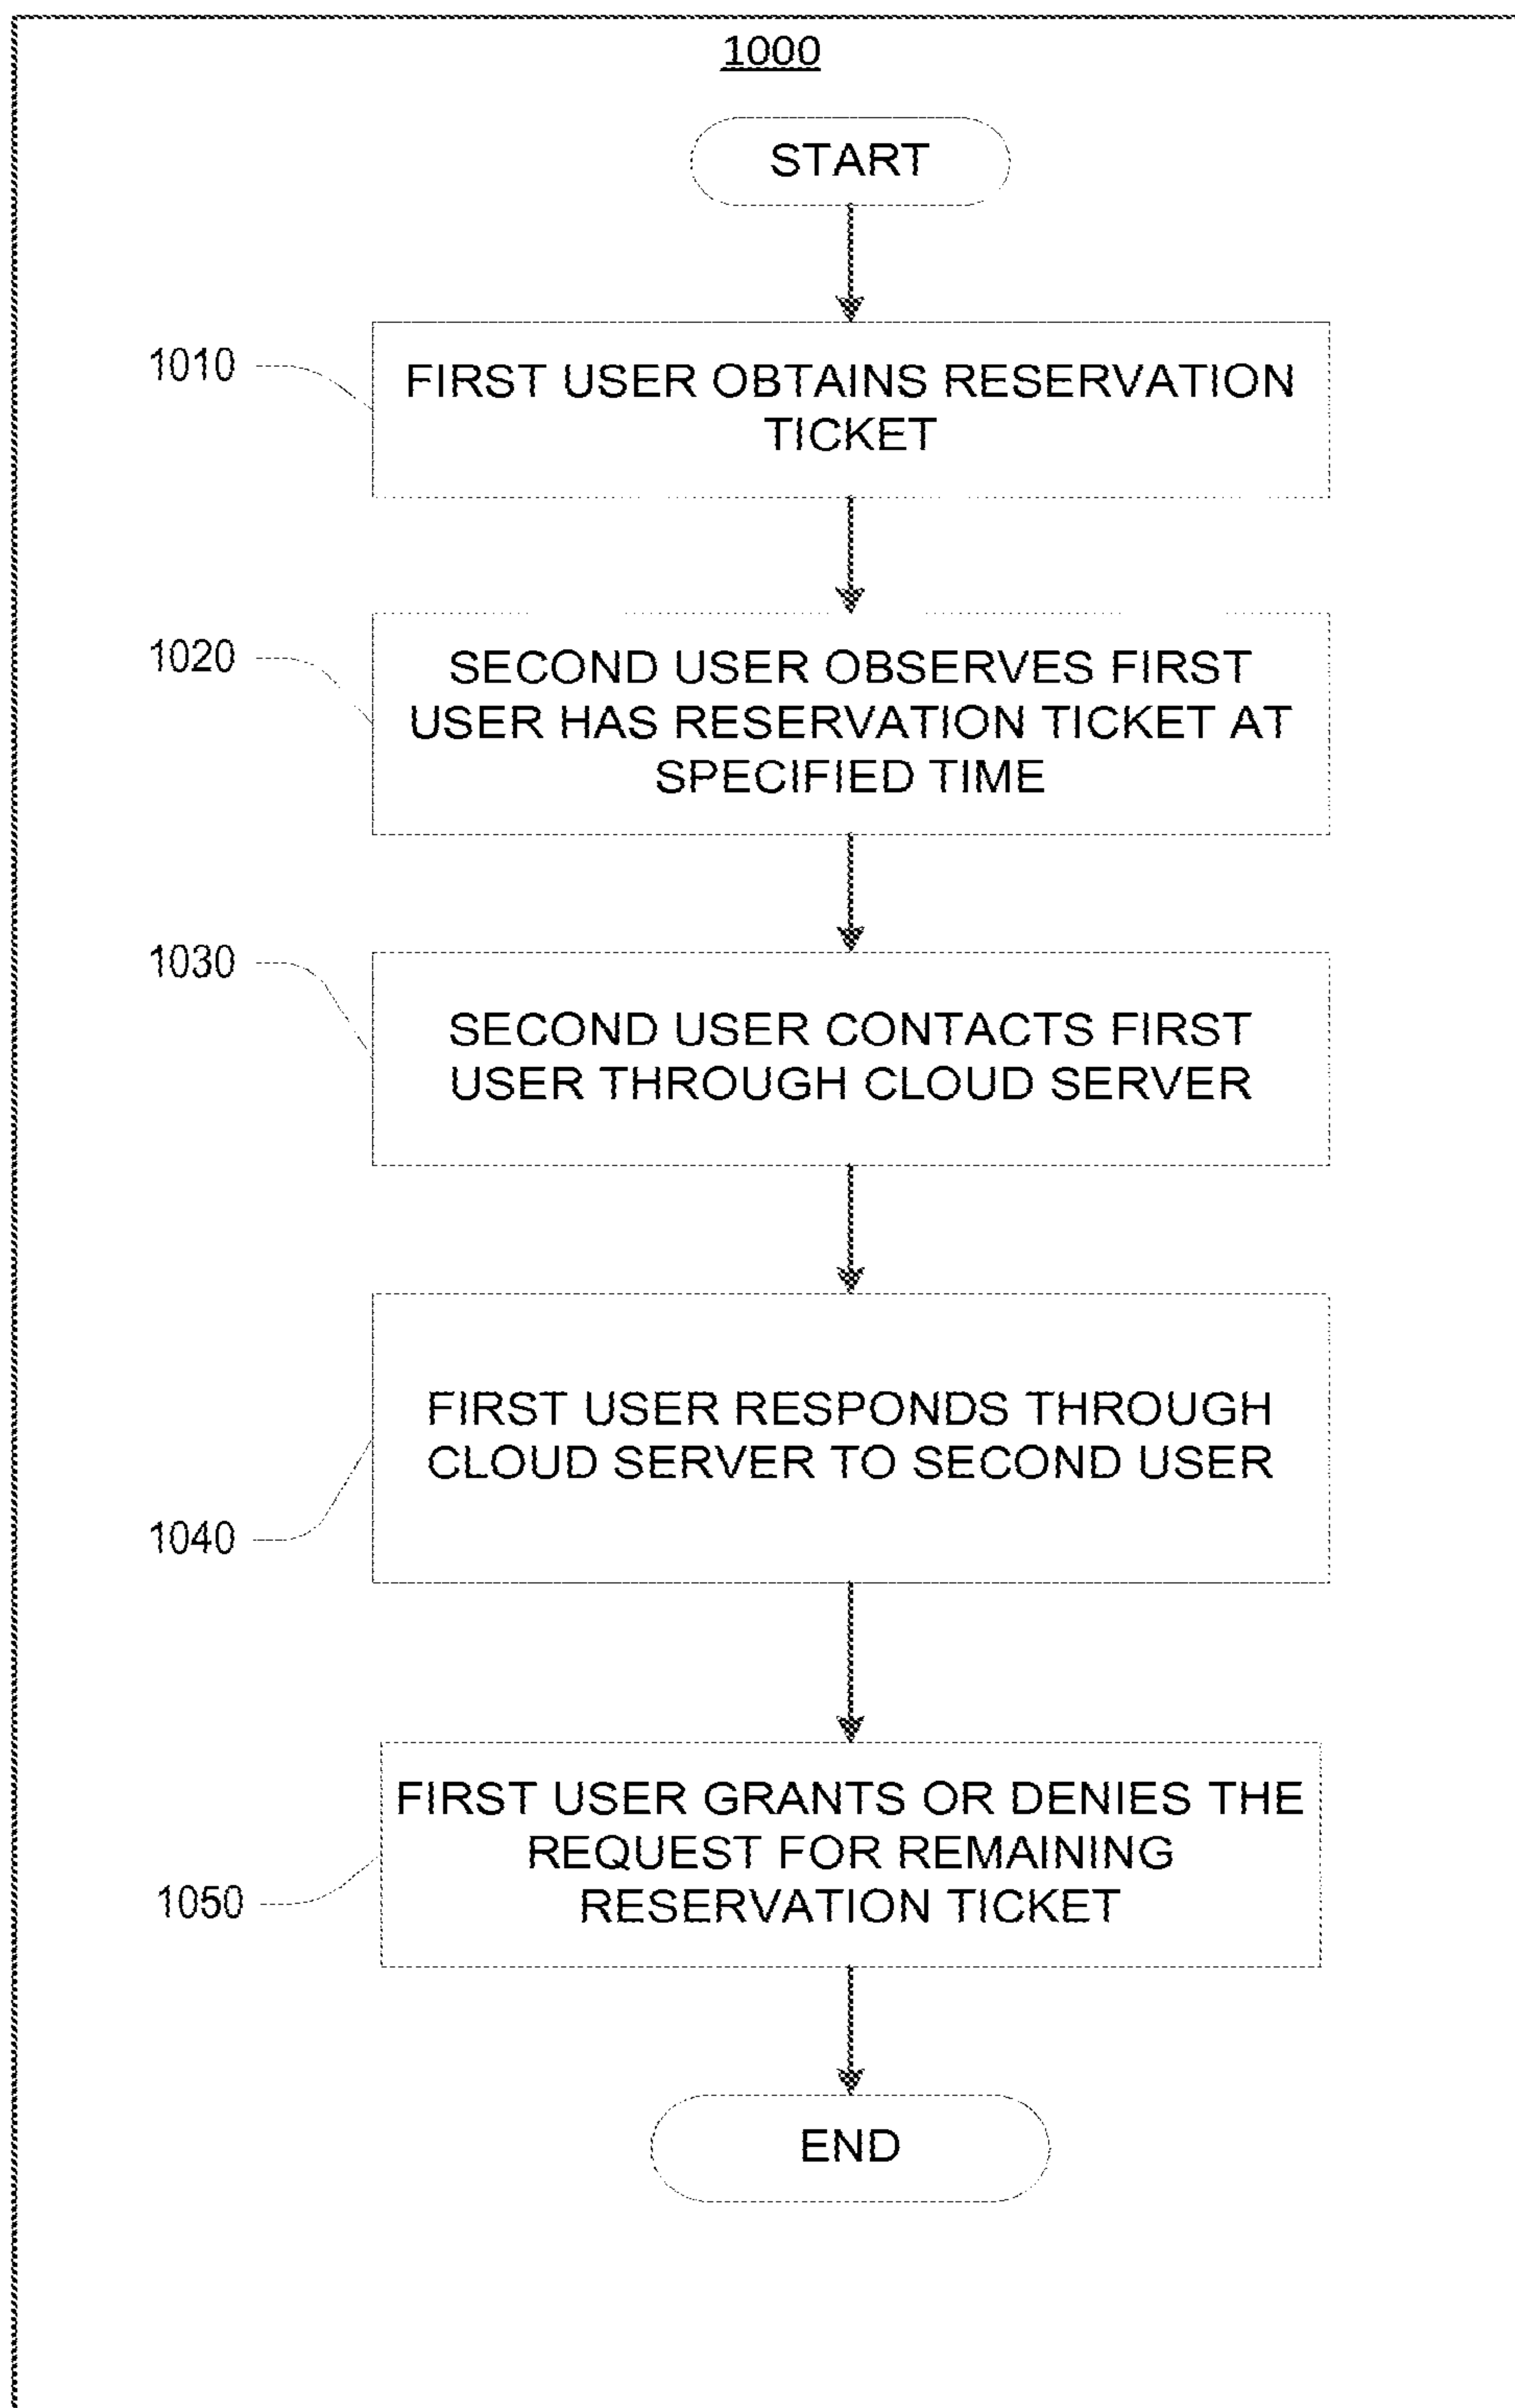 1000
START
1010
FIRST USER OBTAINS RESERVATION
TICKET
1020
SECOND USER OBSERVES FIRST
USER HAS RESERVATION TICKET AT
SPECIFIED TIME
1030
SECOND USER CONTACTS FIRST
USER THROUGH CLOUD SERVER
FIRST USER RESPONDS THROUGH
CLOUD SERVER TO SECOND USER
1040
FIRST USER GRANTS OR DENIES THE
REQUEST FOR REMAINING
RESERVATION TICKET
1050
END